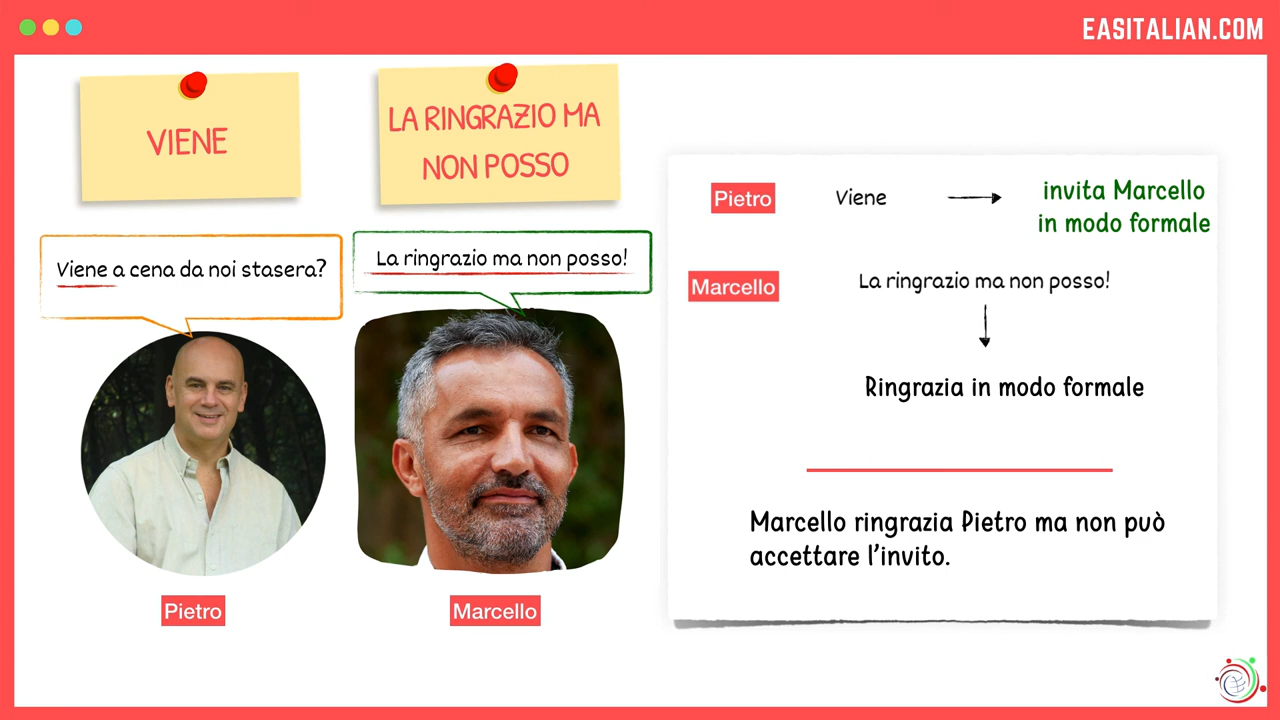 EASITALIAN.COM
VIENE
LA RINGRAZIO MA
NON POSSO
Viene a cena da noi stasera?
La ringrazio ma non posso!
Pietro
Marcello
Pietro Viene invita Marcello
in modo formale
Marcello La ringrazio ma non posso!
Ringrazia in modo formale
Marcello ringrazia Pietro ma non può
accettare l'invito.